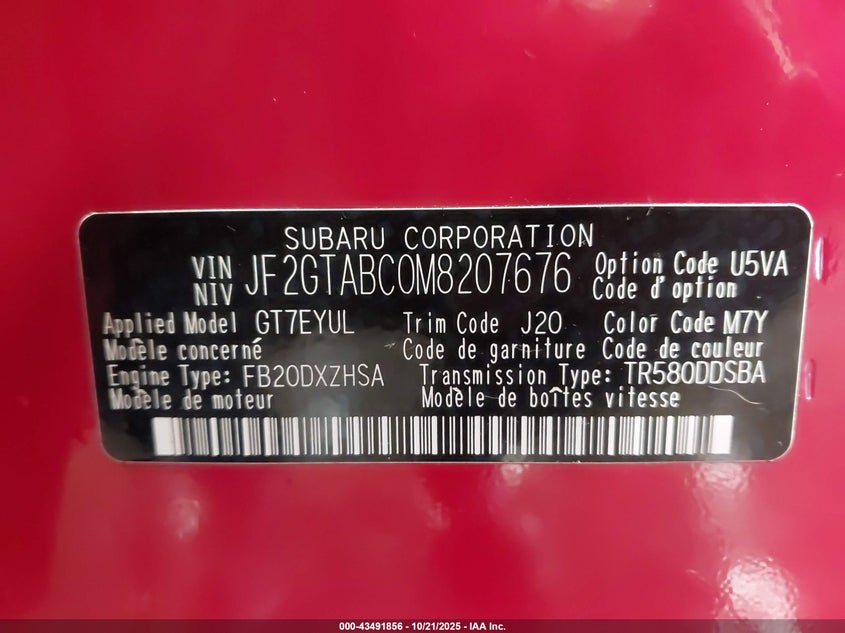 SUBARU CORPORATION
VIN JF2GTABC0M8207676 Option Code U5VA
NIV Code d'option
Applied Model GT7EYUL Trim Code J20 Color Code M7Y
Modèle concerné Code de garniture Code de couleur
Engine Type: FB20DXZHSA Transmission Type: TR580DDSBA
Modèle de moteur Modèle de boîtes vitesse
000-43491856 - 10/21/2025 - IAA Inc.